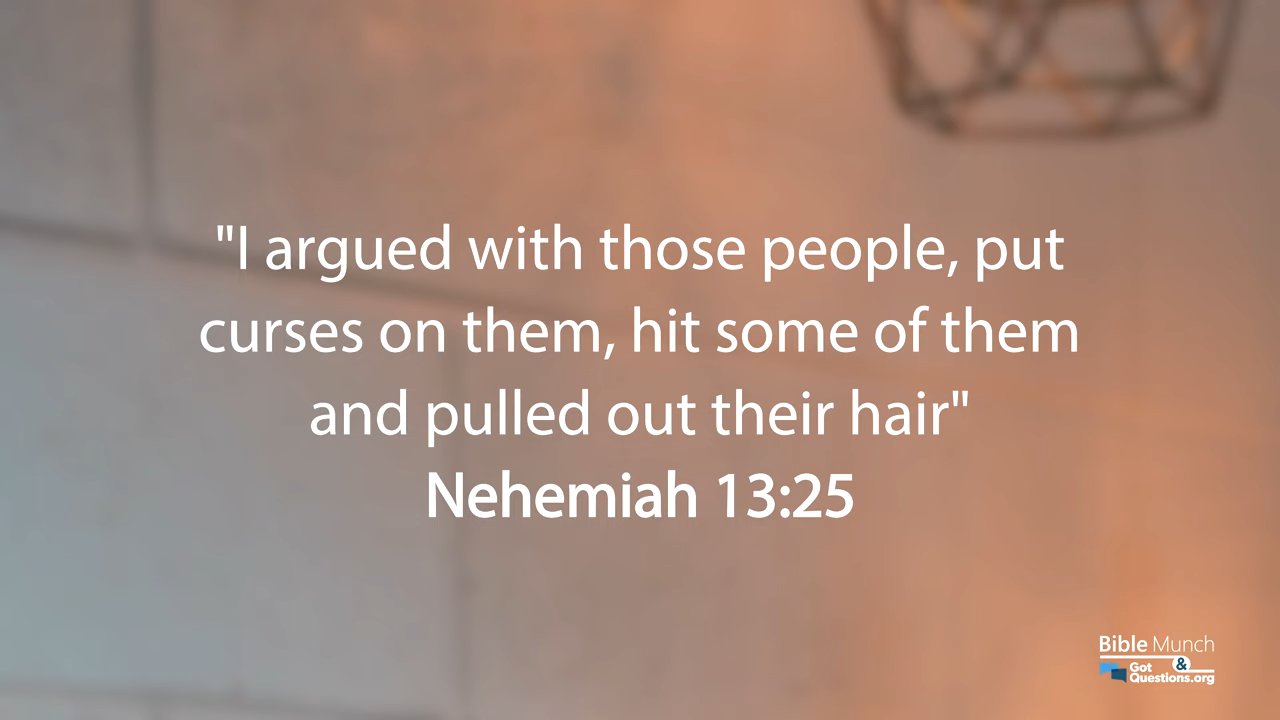 "I argued with those people, put
curses on them, hit some of them
and pulled out their hair"
Nehemiah 13:25
Bible Munch
&
Got
Questions.org